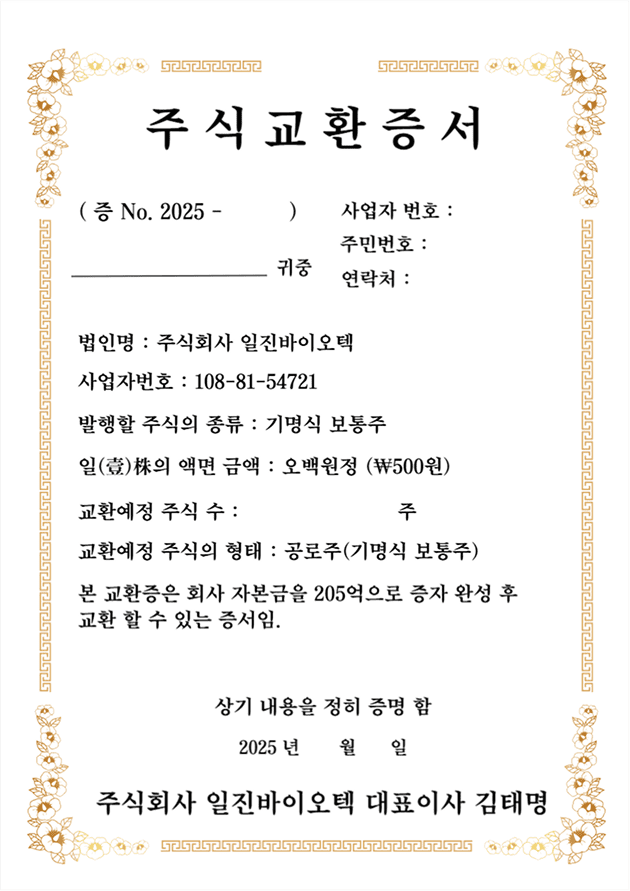 주식교환증서
( 증 No. 2025 - )
사업자 번호 :
주민번호 :
귀중
연락처 :
법인명 : 주식회사 일진바이오텍
사업자번호 : 108-81-54721
발행할 주식의 종류 : 기명식 보통주
일(壹)株의 액면 금액 : 오백원정 (₩500원)
교환예정 주식 수 : 주
교환예정 주식의 형태 : 공로주(기명식 보통주)
본 교환증은 회사 자본금을 205억으로 증자 완성 후
교환 할 수 있는 증서임.
상기 내용을 정히 증명 함
2025 년 월 일
주식회사 일진바이오텍 대표이사 김태명